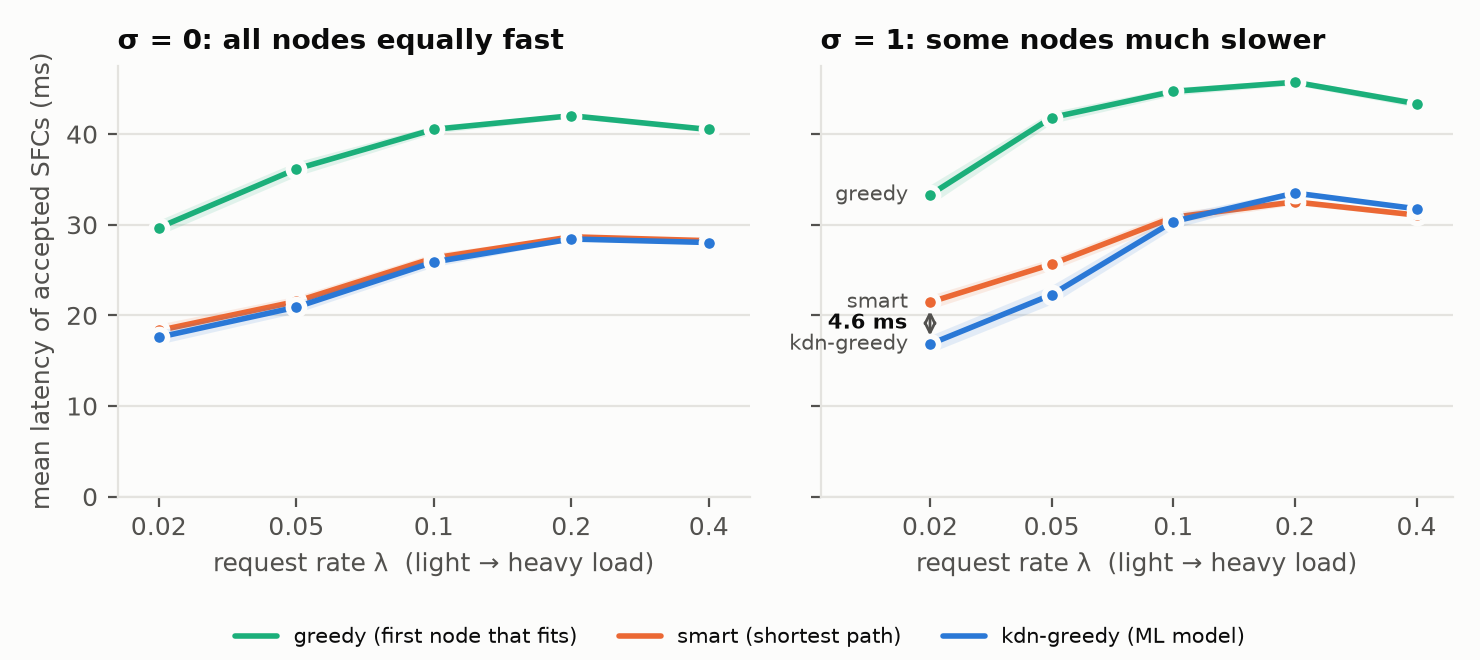 σ = 0: all nodes equally fast
σ = 1: some nodes much slower
mean latency of accepted SFCs (ms)
40
30
20
10
0
greedy
smart
4.6 ms
kdn-greedy
0.02 0.05 0.1 0.2 0.4
0.02 0.05 0.1 0.2 0.4
request rate λ (light → heavy load)
request rate λ (light → heavy load)
greedy (first node that fits) smart (shortest path) kdn-greedy (ML model)